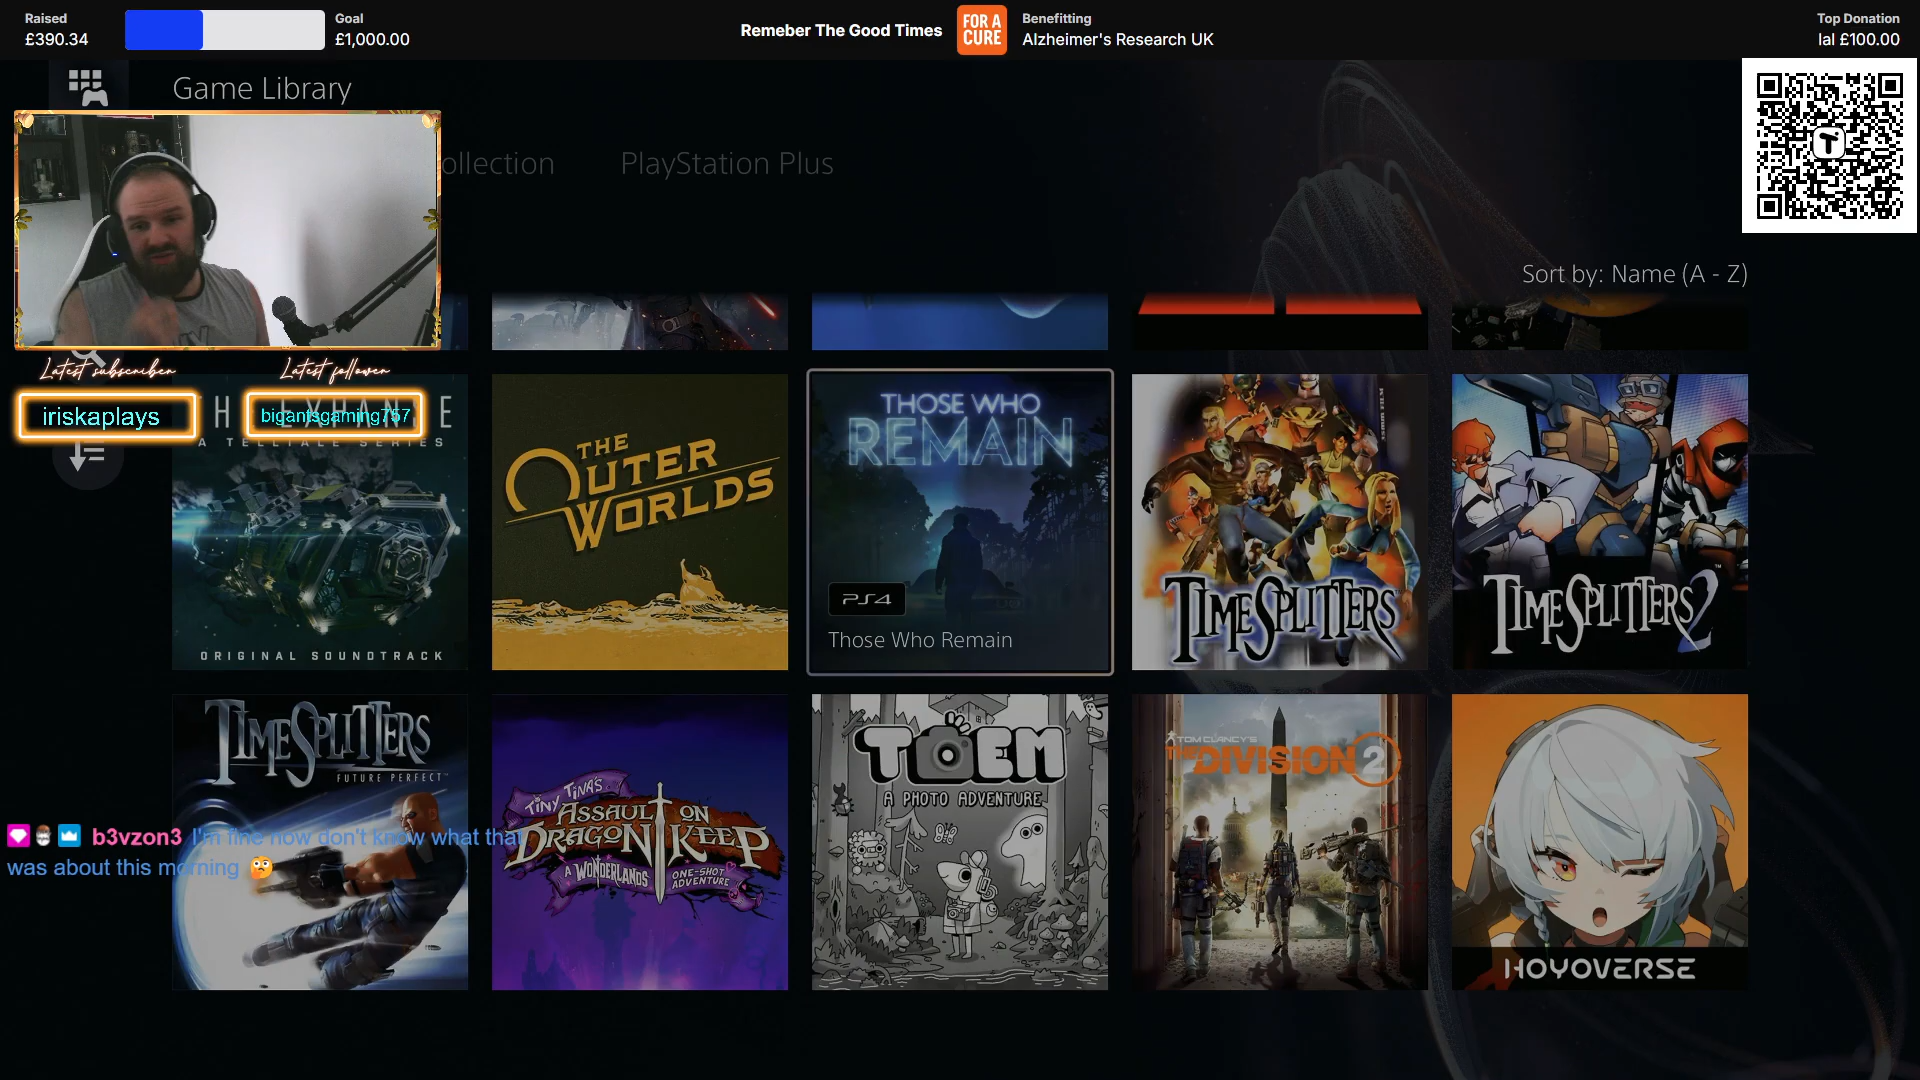 Raised
£390.34
Goal
£1,000.00
Remeber The Good Times
FOR A
CURE
Benefitting
Alzheimer's Research UK
Top Donation
lal £100.00
Game Library
ollection
PlayStation Plus
Sort by: Name (A - Z)
Latest subscriber
Latest follower
iriskaplays
bigantsgaming757
A TELLTALE SERIES
ORIGINAL SOUNDTRACK
THE
OUTER
WORLDS
THOSE WHO
REMAIN
PS4
Those Who Remain
TIMESPLITTERS
TIMESPLITTERS 2
TIMESPLITTERS
FUTURE PERFECT
TINY TINA'S
ASSAULT ON
DRAGON KEEP
A WONDERLANDS
ONE-SHOT
ADVENTURE
TOEM
A PHOTO ADVENTURE
TOM CLANCY'S
THE DIVISION 2
HOYOVERSE
b3vzon3 I'm fine now don't know what that
was about this morning